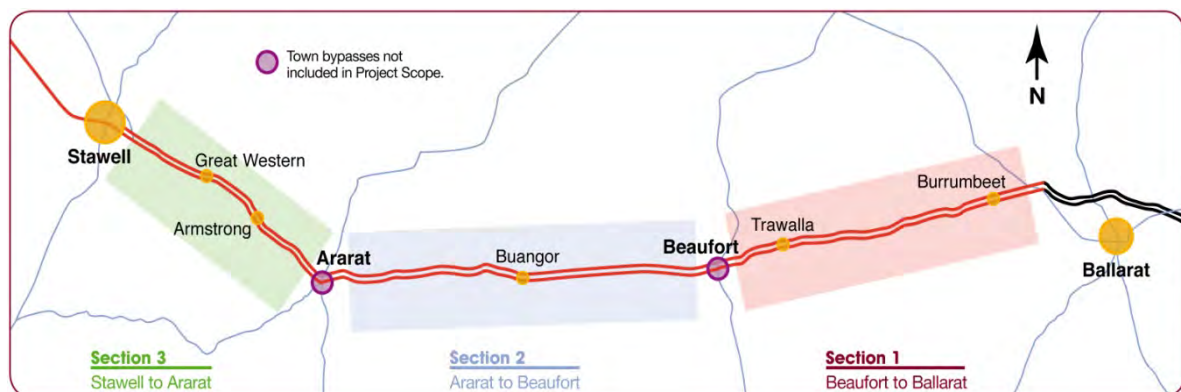 Town bypasses not
included in Project Scope.
N
Stawell
Great Western
Armstrong
Ararat
Buangor
Beaufort
Trawalla
Burrumbeet
Ballarat
Section 3
Stawell to Ararat
Section 2
Ararat to Beaufort
Section 1
Beaufort to Ballarat